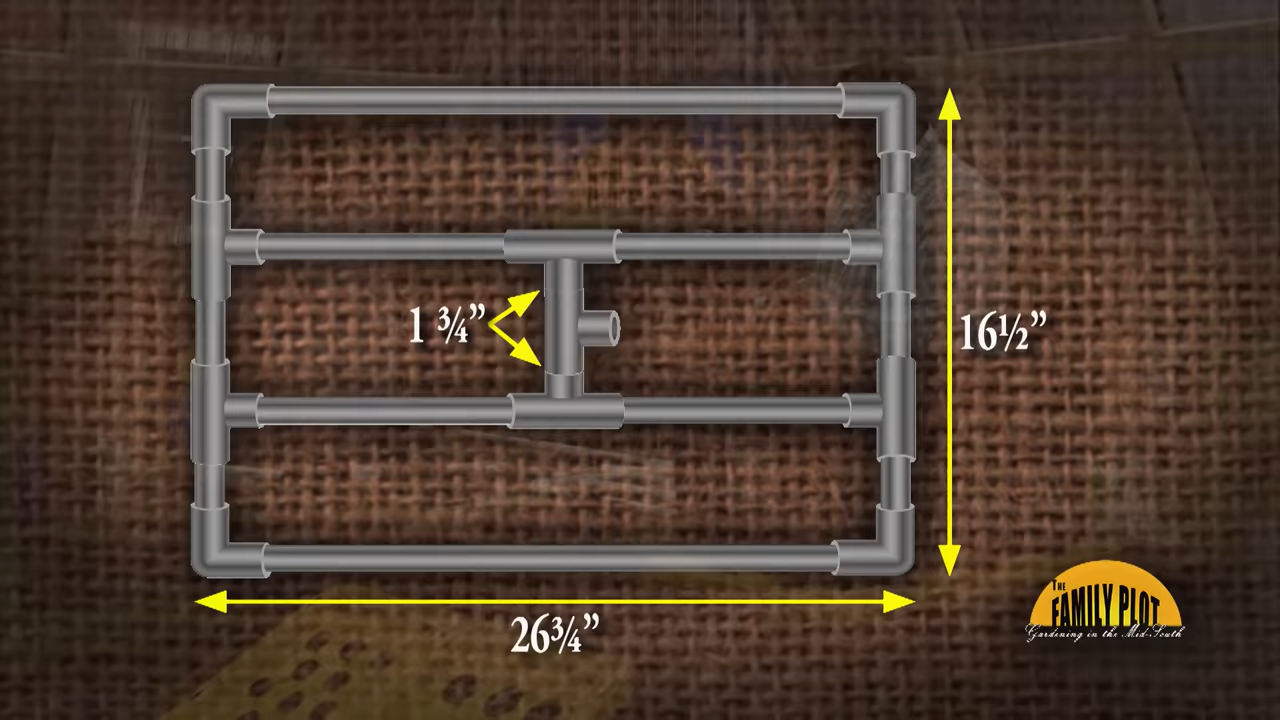 1 ¾”
16½”
26¾”
THE
FAMILY PLOT
Gardening in the Mid-South